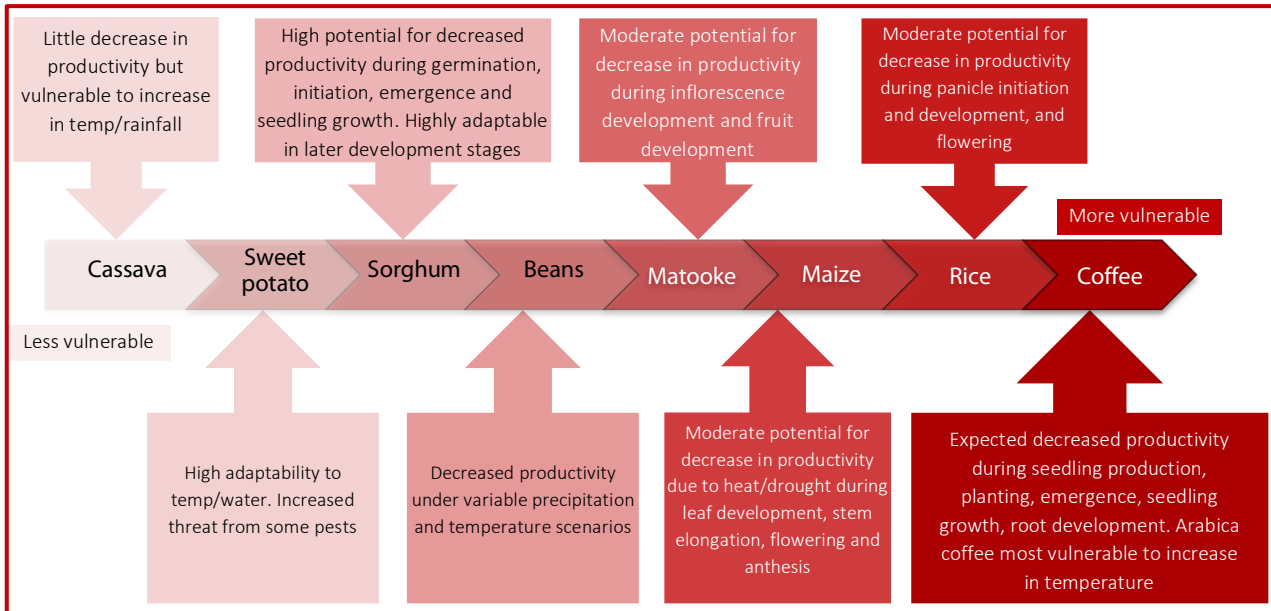 Little decrease in
productivity but
vulnerable to increase
in temp/rainfall
High potential for decreased
productivity during germination,
initiation, emergence and
seedling growth. Highly adaptable
in later development stages
Moderate potential for
decrease in productivity
during inflorescence
development and fruit
development
Moderate potential for
decrease in productivity
during panicle initiation
and development, and
flowering
More vulnerable
Cassava
Sweet
potato
Sorghum
Beans
Matooke
Maize
Rice
Coffee
Less vulnerable
High adaptability to
temp/water. Increased
threat from some pests
Decreased productivity
under variable precipitation
and temperature scenarios
Moderate potential for
decrease in productivity
due to heat/drought during
leaf development, stem
elongation, flowering and
anthesis
Expected decreased productivity
during seedling production,
planting, emergence, seedling
growth, root development. Arabica
coffee most vulnerable to increase
in temperature